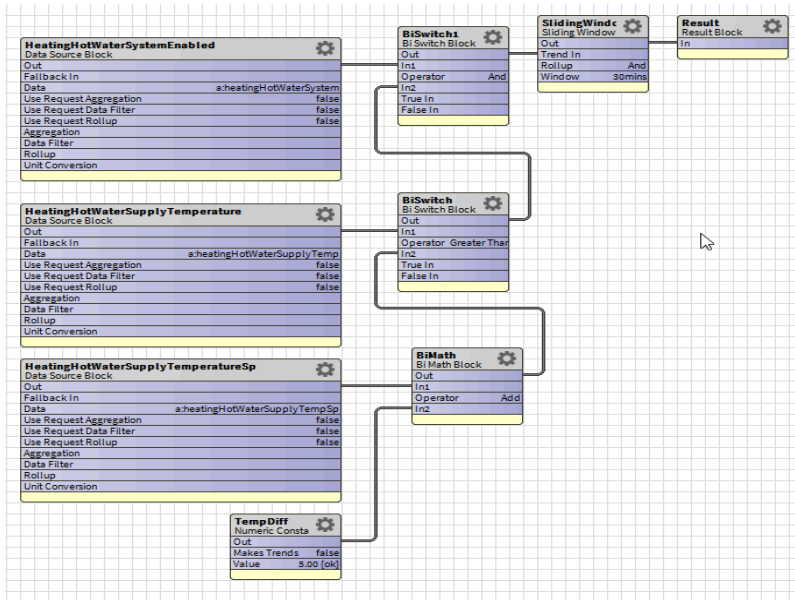 HeatingHotWaterSystemEnabled
Data Source Block
Out
Fallback In
Data a:heatingHotWaterSystem
Use Request Aggregation false
Use Request Data Filter false
Use Request Rollup false
Aggregation
Data Filter
Rollup
Unit Conversion
BiSwitch1
Bi Switch Block
Out
In1
Operator And
In2
True In
False In
SlidingWindc
Sliding Window
Out
Trend In
Rollup And
Window 30mins
Result
Result Block
In
HeatingHotWaterSupplyTemperature
Data Source Block
Out
Fallback In
Data a:heatingHotWaterSupplyTemp
Use Request Aggregation false
Use Request Data Filter false
Use Request Rollup false
Aggregation
Data Filter
Rollup
Unit Conversion
BiSwitch
Bi Switch Block
Out
In1
Operator Greater Thar
In2
True In
False In
HeatingHotWaterSupplyTemperatureSp
Data Source Block
Out
Fallback In
Data a:heatingHotWaterSupplyTempSp
Use Request Aggregation false
Use Request Data Filter false
Use Request Rollup false
Aggregation
Data Filter
Rollup
Unit Conversion
BiMath
Bi Math Block
Out
In1
Operator Add
In2
TempDiff
Numeric Consta
Out
Makes Trends false
Value 5.00 {ok}